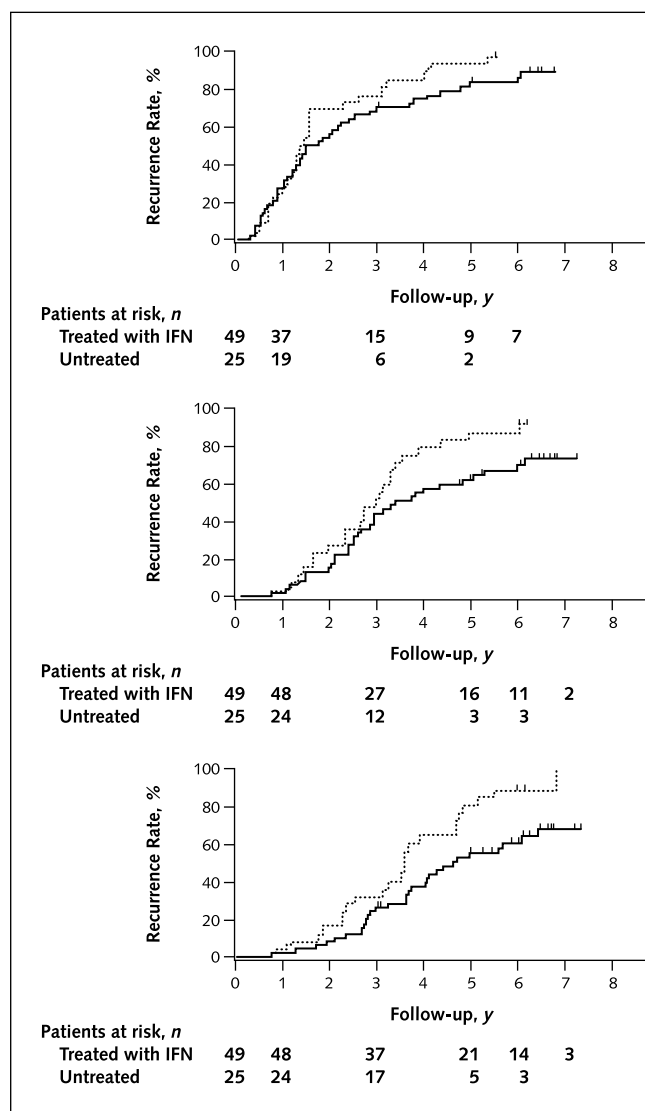 100
80
60
40
20
0
Recurrence Rate, %
0 1 2 3 4 5 6 7 8
Follow-up, y
Patients at risk, n
Treated with IFN 49 37 15 9 7
Untreated 25 19 6 2
100
80
60
40
20
0
Recurrence Rate, %
0 1 2 3 4 5 6 7 8
Follow-up, y
Patients at risk, n
Treated with IFN 49 48 27 16 11 2
Untreated 25 24 12 3 3
100
80
60
40
20
0
Recurrence Rate, %
0 1 2 3 4 5 6 7 8
Follow-up, y
Patients at risk, n
Treated with IFN 49 48 37 21 14 3
Untreated 25 24 17 5 3